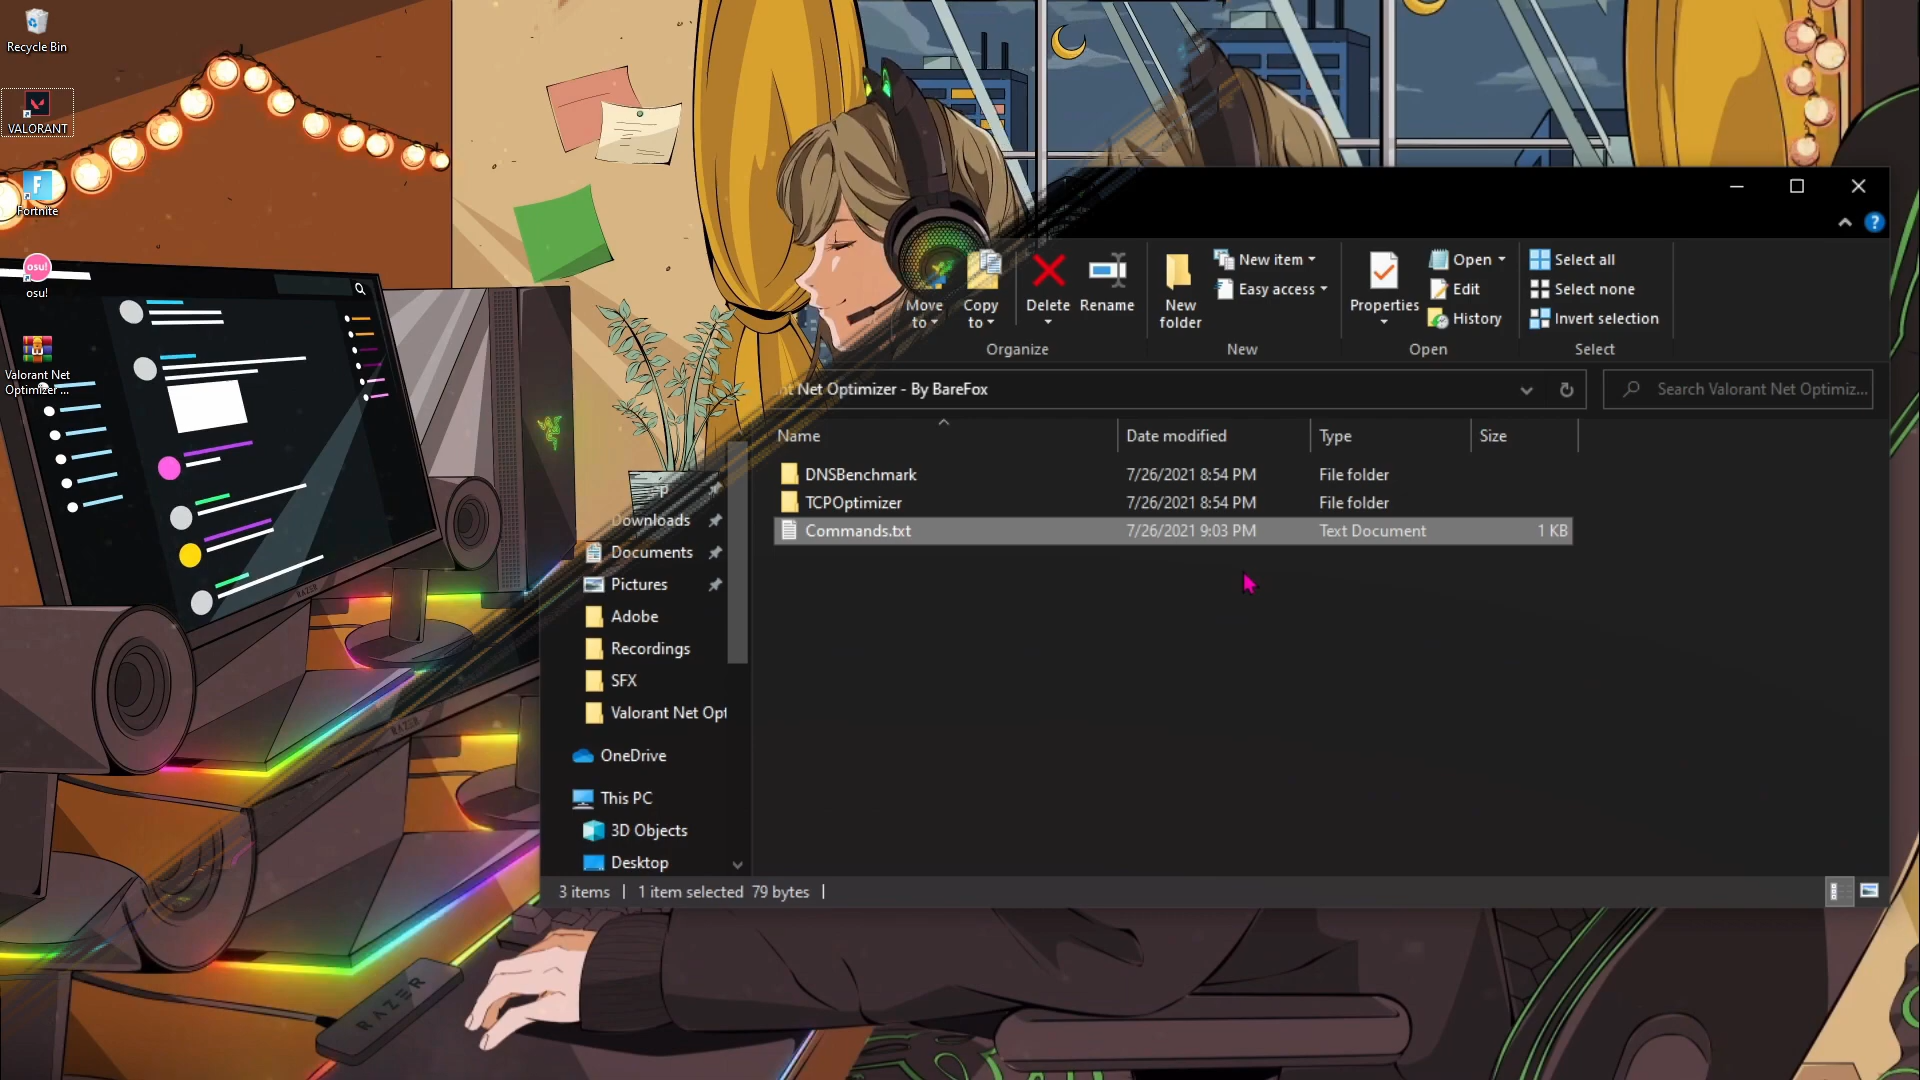 Recycle Bin
VALORANT
Fortnite
osu!
osu!
Valorant Net
Optimizer ...
RAZER
RAZER
RAZER
Move
to
Copy
to
Delete
Rename
New
folder
New item
Easy access
Properties
Open
Edit
History
Select all
Select none
Invert selection
Organize
New
Open
Select
nt Net Optimizer - By BareFox
Search Valorant Net Optimiz...
Name
Date modified
Type
Size
DNSBenchmark
7/26/2021 8:54 PM
File folder
TCPOptimizer
7/26/2021 8:54 PM
File folder
Commands.txt
7/26/2021 9:03 PM
Text Document
1 KB
Downloads
Documents
Pictures
Adobe
Recordings
SFX
Valorant Net Opt
OneDrive
This PC
3D Objects
Desktop
3 items
1 item selected 79 bytes